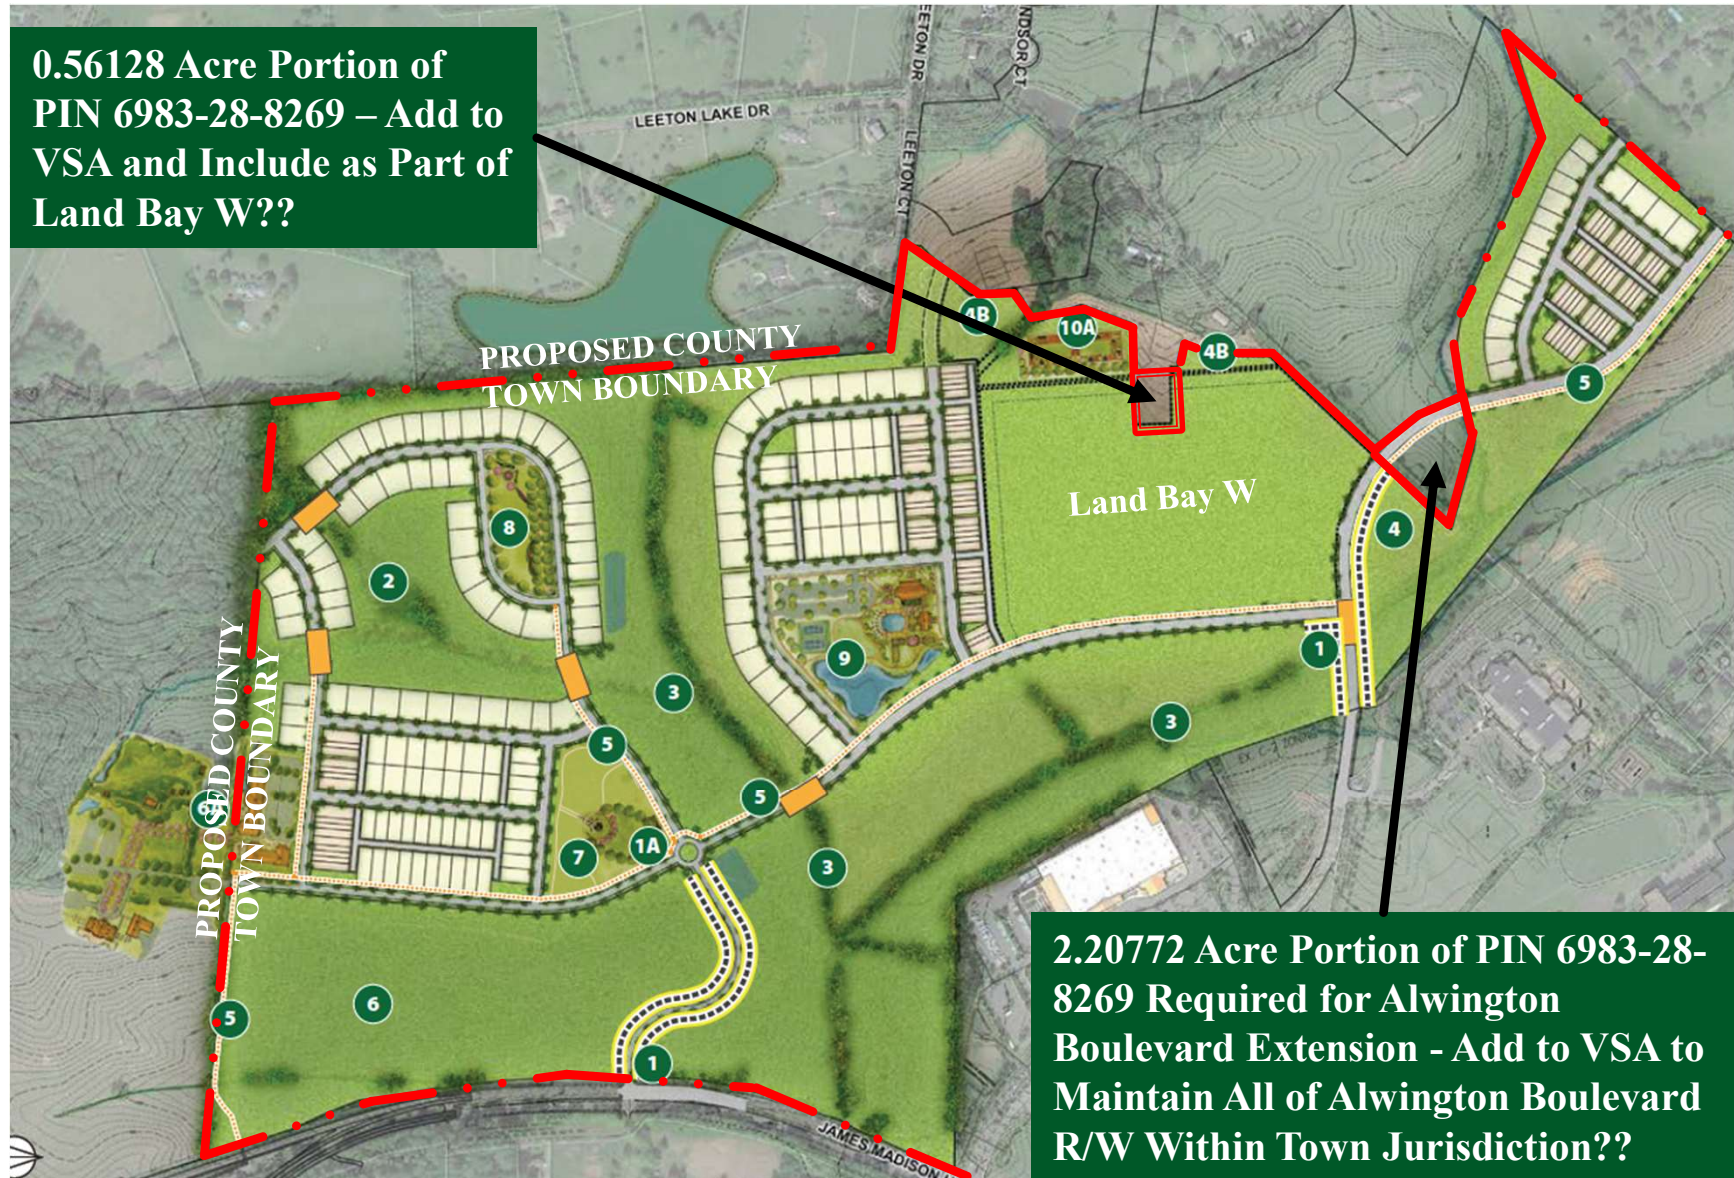 0.56128 Acre Portion of
PIN 6983-28-8269 – Add to
VSA and Include as Part of
Land Bay W??
LEETON LAKE DR
EETON DR
NDSOR CT
LEETON CT
PROPOSED COUNTY
TOWN BOUNDARY
4B
10A
4B
5
Land Bay W
8
4
2
9
1
3
3
PROPOSED COUNTY
TOWN BOUNDARY
5
5
6A
7
1A
3
6
5
1
JAMES MADISON
2.20772 Acre Portion of PIN 6983-28-
8269 Required for Alwington
Boulevard Extension - Add to VSA to
Maintain All of Alwington Boulevard
R/W Within Town Jurisdiction??